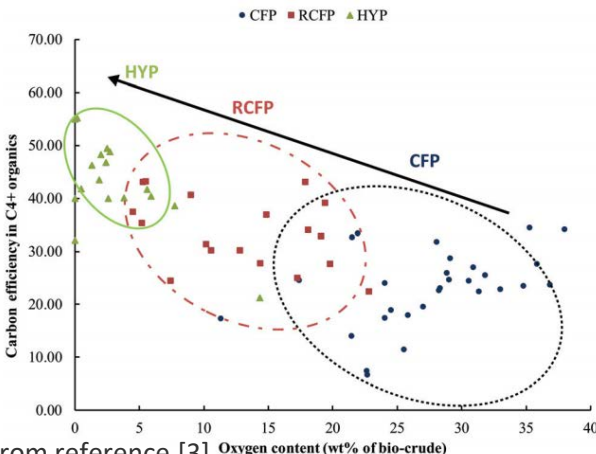 CFP RCFP HYP
70.00
60.00
50.00
40.00
30.00
20.00
10.00
0.00
Carbon efficiency in C4+ organics
HYP
RCFP
CFP
0 5 10 15 20 25 30 35 40
Oxygen content (wt% of bio-crude)
rom reference [3]